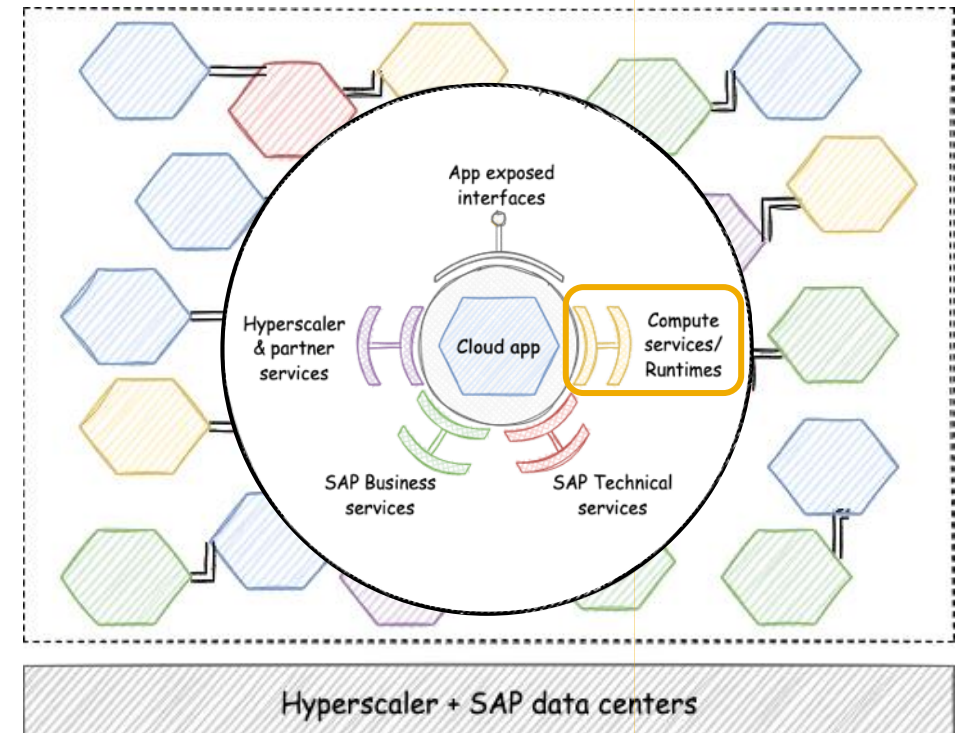 App exposed
interfaces
Hyperscaler
& partner
services
Cloud app
Compute
services/
Runtimes
SAP Business
services
SAP Technical
services
Hyperscaler + SAP data centers